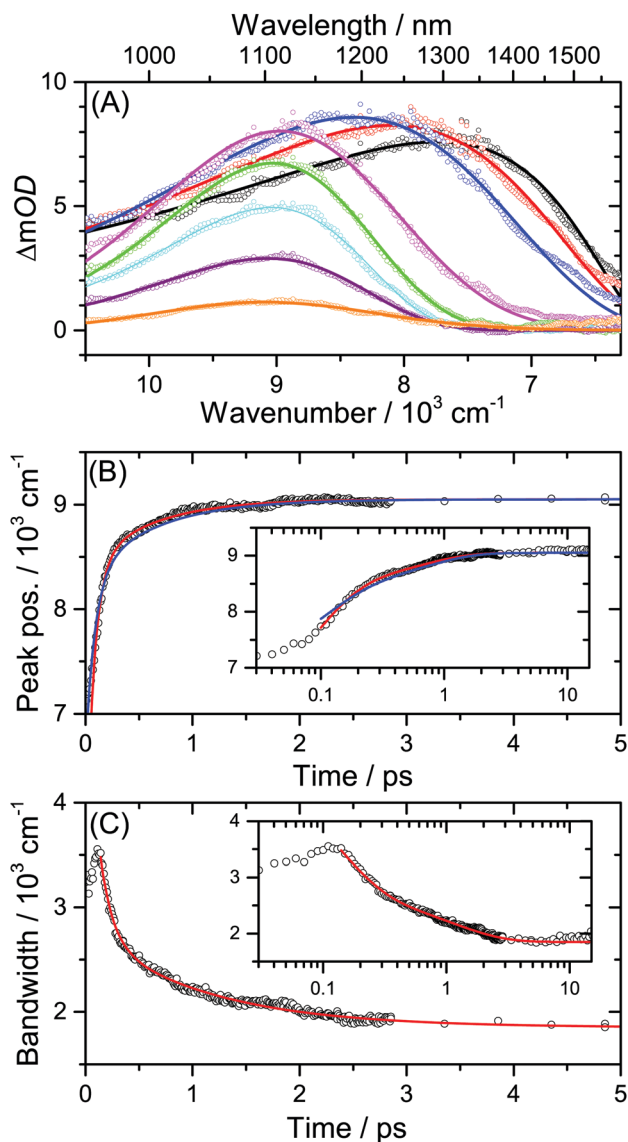 Wavelength / nm
1000 1100 1200 1300 1400 1500
(A)
10
5
0
ΔmOD
10 9 8 7
Wavenumber / 10³ cm⁻¹
(B)
9
8
7
Peak pos. / 10³ cm⁻¹
9
8
7
0.1 1 10
0 1 2 3 4 5
Time / ps
(C)
4
3
2
Bandwidth / 10³ cm⁻¹
4
3
2
0.1 1 10
0 1 2 3 4 5
Time / ps